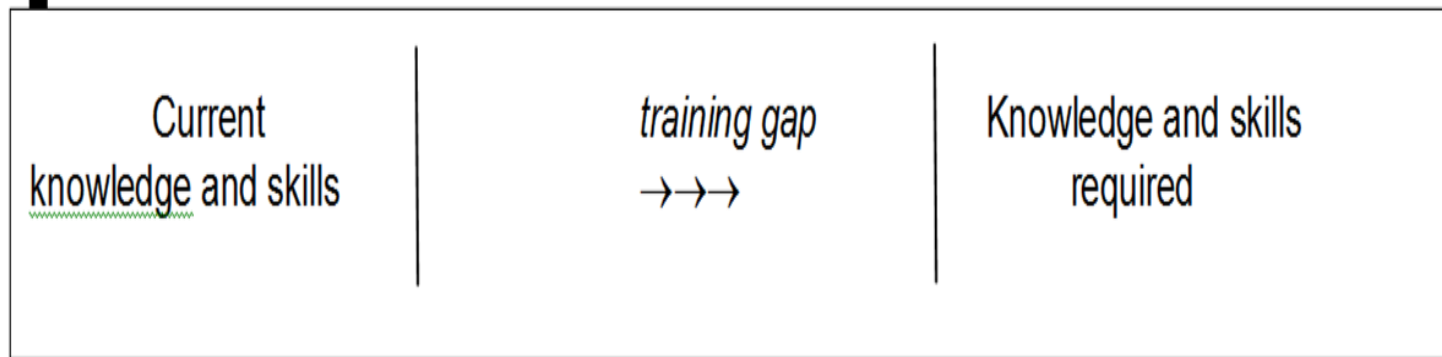 Current
knowledge and skills
training gap
→→→
Knowledge and skills
required